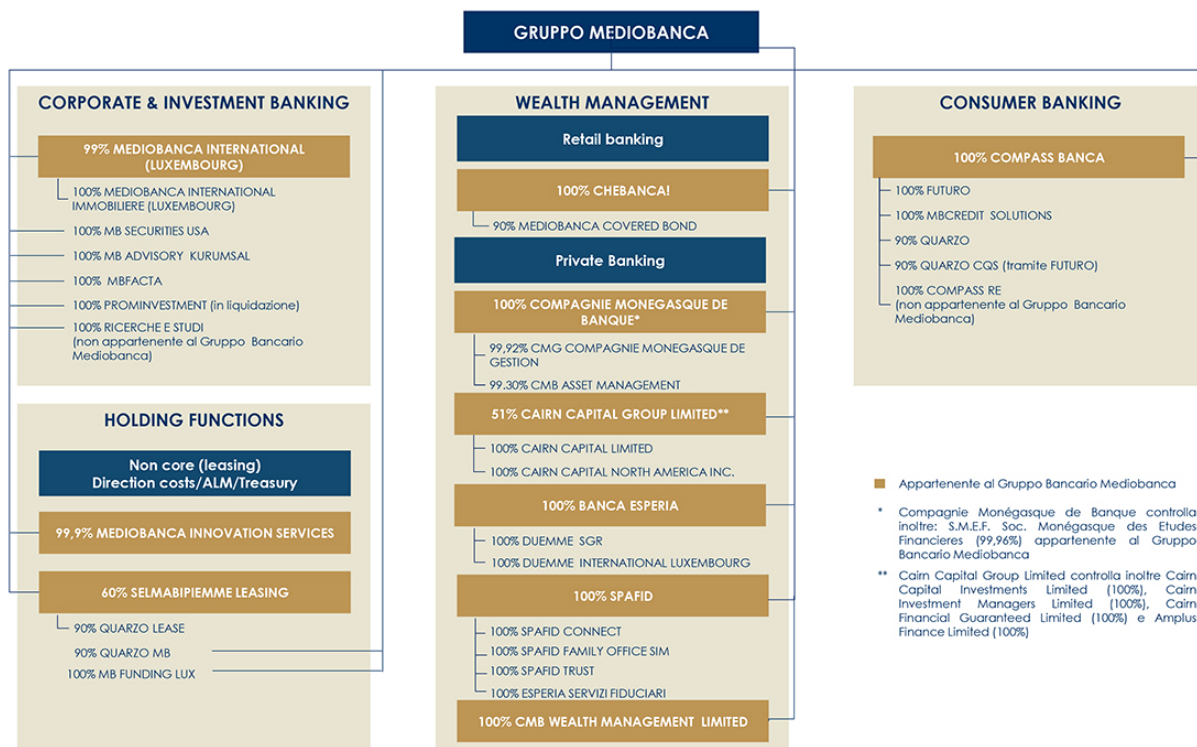 GRUPPO MEDIOBANCA
CORPORATE & INVESTMENT BANKING
99% MEDIOBANCA INTERNATIONAL
(LUXEMBOURG)
100% MEDIOBANCA INTERNATIONAL
IMMOBILIERE (LUXEMBOURG)
100% MB SECURITIES USA
100% MB ADVISORY KURUMSAL
100% MBFACTA
100% PROMINVESTMENT (in liquidazione)
100% RICERCHE E STUDI
(non appartenente al Gruppo Bancario
Mediobanca)
HOLDING FUNCTIONS
Non core (leasing)
Direction costs/ALM/Treasury
99,9% MEDIOBANCA INNOVATION SERVICES
60% SELMABIPIEMME LEASING
90% QUARZO LEASE
90% QUARZO MB
100% MB FUNDING LUX
WEALTH MANAGEMENT
Retail banking
100% CHEBANCA!
90% MEDIOBANCA COVERED BOND
Private Banking
100% COMPAGNIE MONEGASQUE DE
BANQUE*
99,92% CMG COMPAGNIE MONEGASQUE DE
GESTION
99.30% CMB ASSET MANAGEMENT
51% CAIRN CAPITAL GROUP LIMITED**
100% CAIRN CAPITAL LIMITED
100% CAIRN CAPITAL NORTH AMERICA INC.
100% BANCA ESPERIA
100% DUEMME SGR
100% DUEMME INTERNATIONAL LUXEMBOURG
100% SPAFID
100% SPAFID CONNECT
100% SPAFID FAMILY OFFICE SIM
100% SPAFID TRUST
100% ESPERIA SERVIZI FIDUCIARI
100% CMB WEALTH MANAGEMENT LIMITED
CONSUMER BANKING
100% COMPASS BANCA
100% FUTURO
100% MBCREDIT SOLUTIONS
90% QUARZO
90% QUARZO CQS (tramite FUTURO)
100% COMPASS RE
(non appartenente al Gruppo Bancario
Mediobanca)
Appartenente al Gruppo Bancario Mediobanca
* Compagnie Monégasque de Banque controlla
inoltre: S.M.E.F. Soc. Monégasque des Etudes
Financieres (99,96%) appartenente al Gruppo
Bancario Mediobanca
** Cairn Capital Group Limited controlla inoltre Cairn
Capital Investments Limited (100%), Cairn
Investment Managers Limited (100%), Cairn
Financial Guaranteed Limited (100%) e Amplus
Finance Limited (100%)